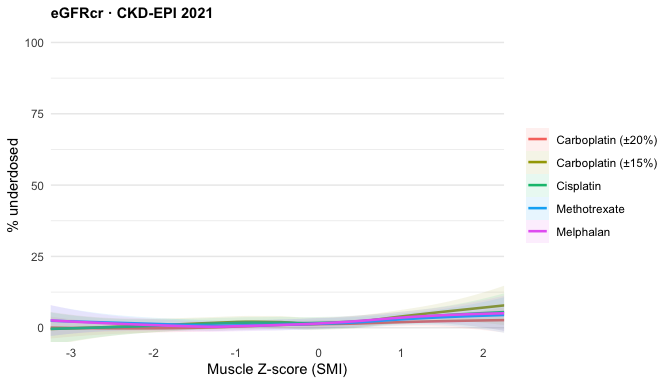 eGFRcr · CKD-EPI 2021
100
75
50
25
0
% underdosed
-3 -2 -1 0 1 2
Muscle Z-score (SMI)
Carboplatin (±20%)
Carboplatin (±15%)
Cisplatin
Methotrexate
Melphalan